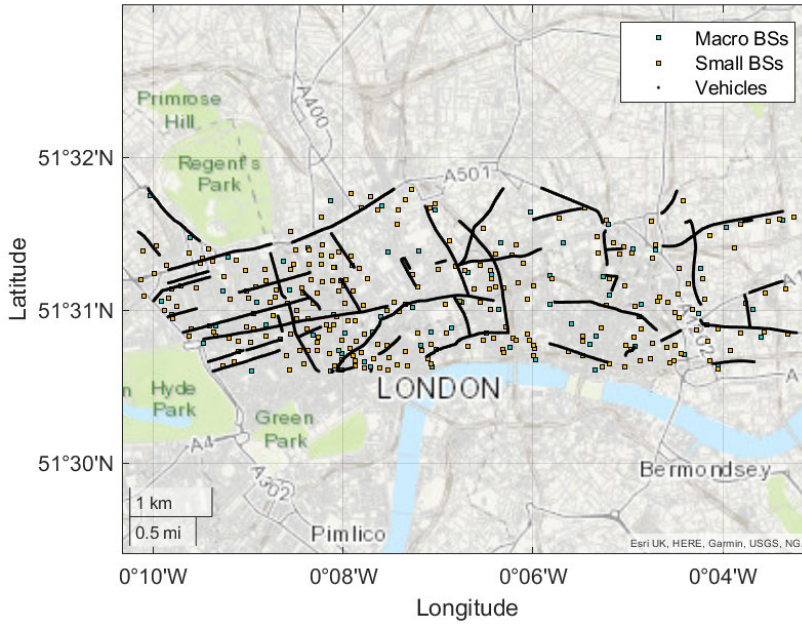 Macro BSs
Small BSs
Vehicles
Primrose
Hill
A400
Regent's
Park
A501
51°32'N
51°31'N
51°30'N
Latitude
Hyde
Park
LONDON
Green
Park
A4
A302
Bermondsey
Pimlico
1 km
0.5 mi
Esri UK, HERE, Garmin, USGS, NG
0°10'W
0°08'W
0°06'W
0°04'W
Longitude